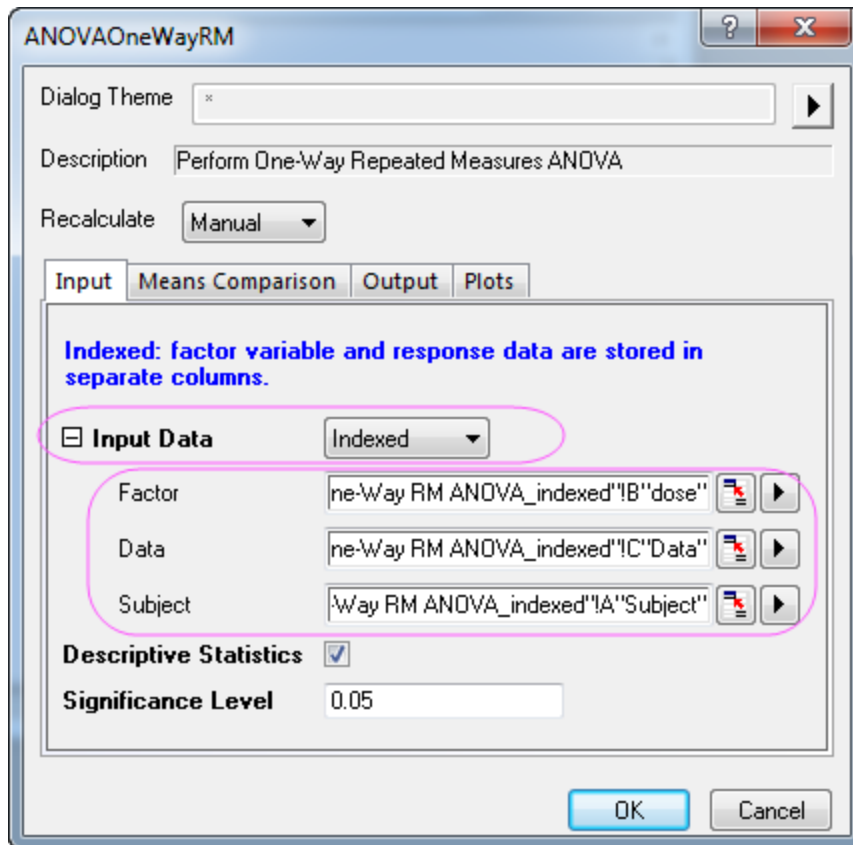 ANOVAOneWayRM
Dialog Theme *
Description Perform One-Way Repeated Measures ANOVA
Recalculate Manual
Input Means Comparison Output Plots
Indexed: factor variable and response data are stored in
separate columns.
Input Data Indexed
Factor ne-Way RM ANOVA_indexed"!B"dose"
Data ne-Way RM ANOVA_indexed"!C"Data"
Subject -Way RM ANOVA_indexed"!A"Subject"
Descriptive Statistics
Significance Level 0.05
OK Cancel